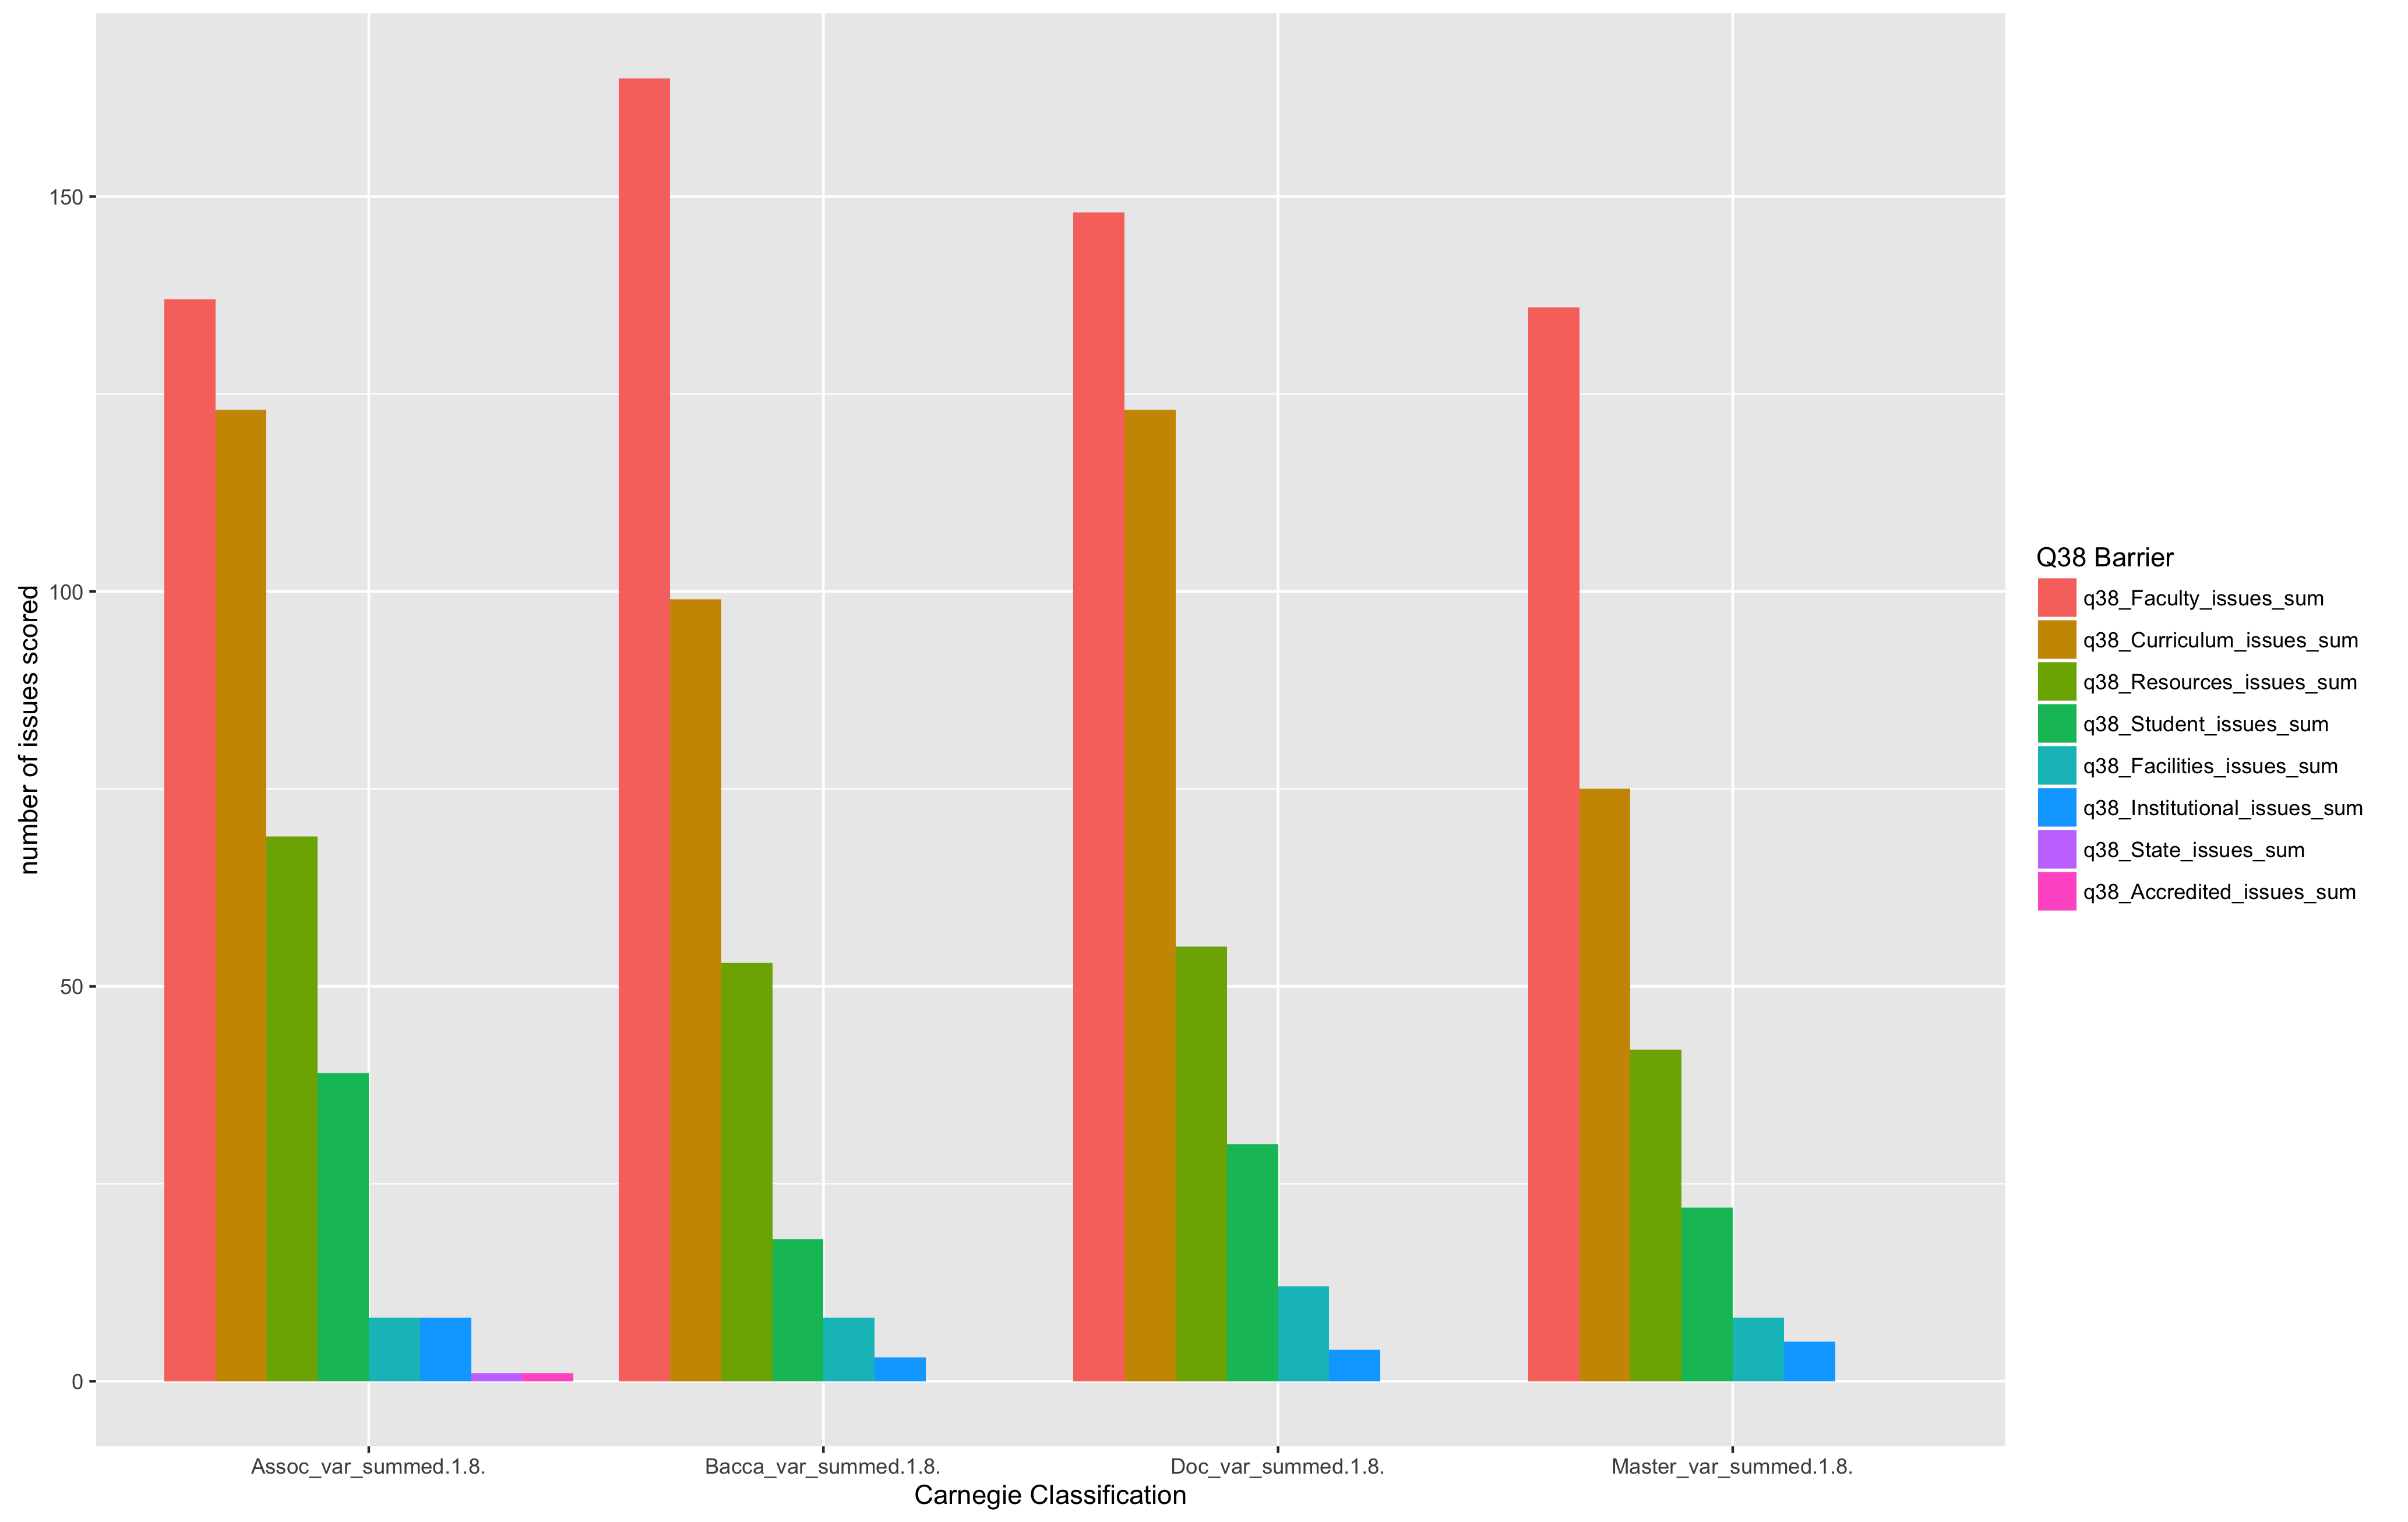 number of issues scored
150
100
50
0
Assoc_var_summed.1.8.
Bacca_var_summed.1.8.
Doc_var_summed.1.8.
Master_var_summed.1.8.
Carnegie Classification
Q38 Barrier
q38_Faculty_issues_sum
q38_Curriculum_issues_sum
q38_Resources_issues_sum
q38_Student_issues_sum
q38_Facilities_issues_sum
q38_Institutional_issues_sum
q38_State_issues_sum
q38_Accredited_issues_sum